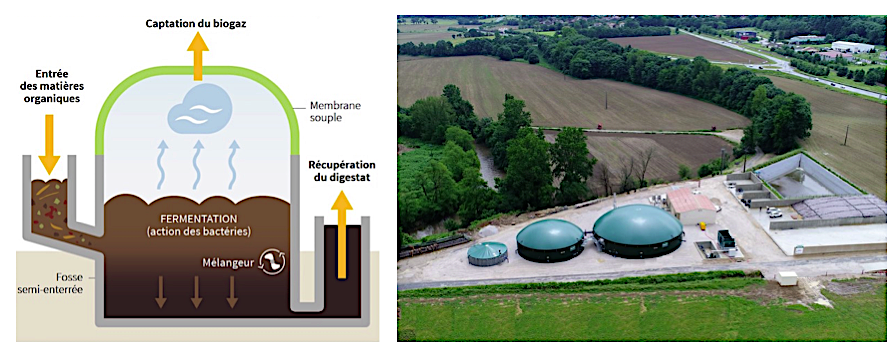 Captation du biogaz
Entrée
des matières
organiques
Membrane
souple
Récupération
du digestat
FERMENTATION
(action des bactéries)
Mélangeur
Fosse
semi-enterrée